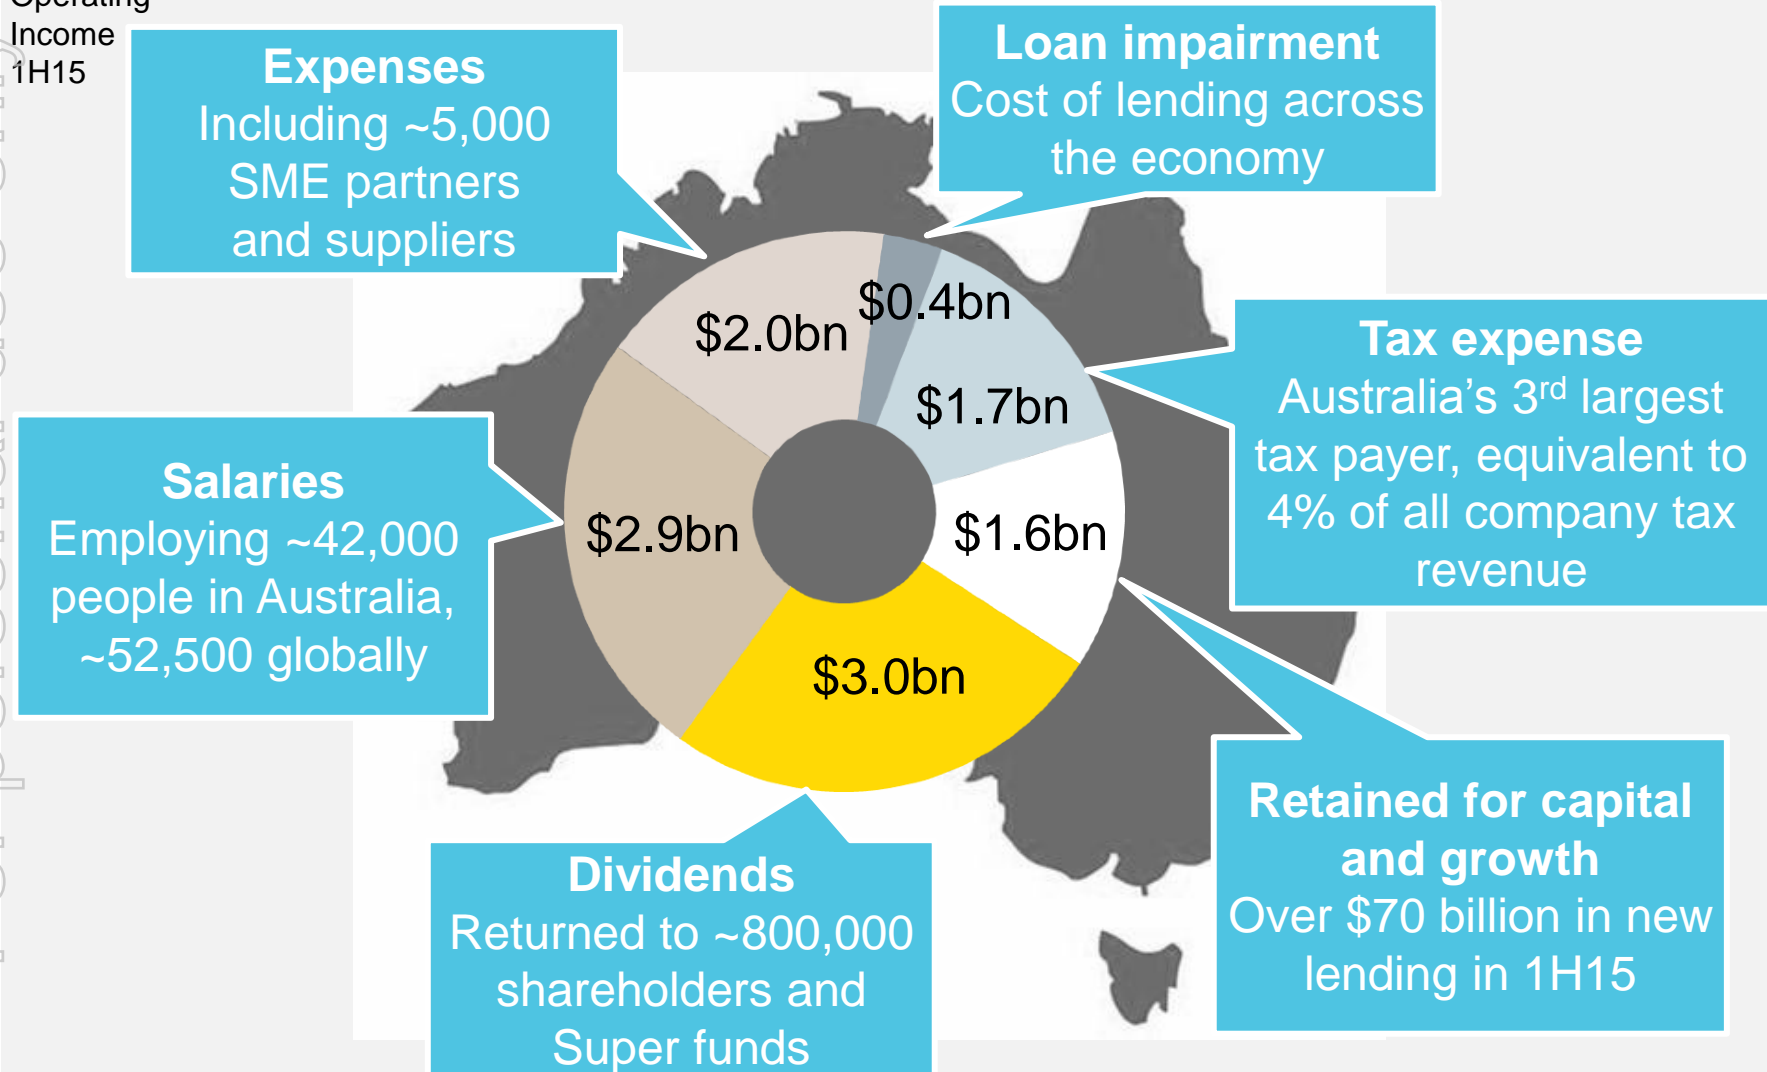 Operating
Income
1H15
Expenses
Including ~5,000
SME partners
and suppliers
Loan impairment
Cost of lending across
the economy
$2.0bn
$0.4bn
$1.7bn
Tax expense
Australia's 3rd largest
tax payer, equivalent to
4% of all company tax
revenue
Salaries
Employing ~42,000
people in Australia,
~52,500 globally
$2.9bn
$1.6bn
$3.0bn
Retained for capital
and growth
Over $70 billion in new
lending in 1H15
Dividends
Returned to ~800,000
shareholders and
Super funds